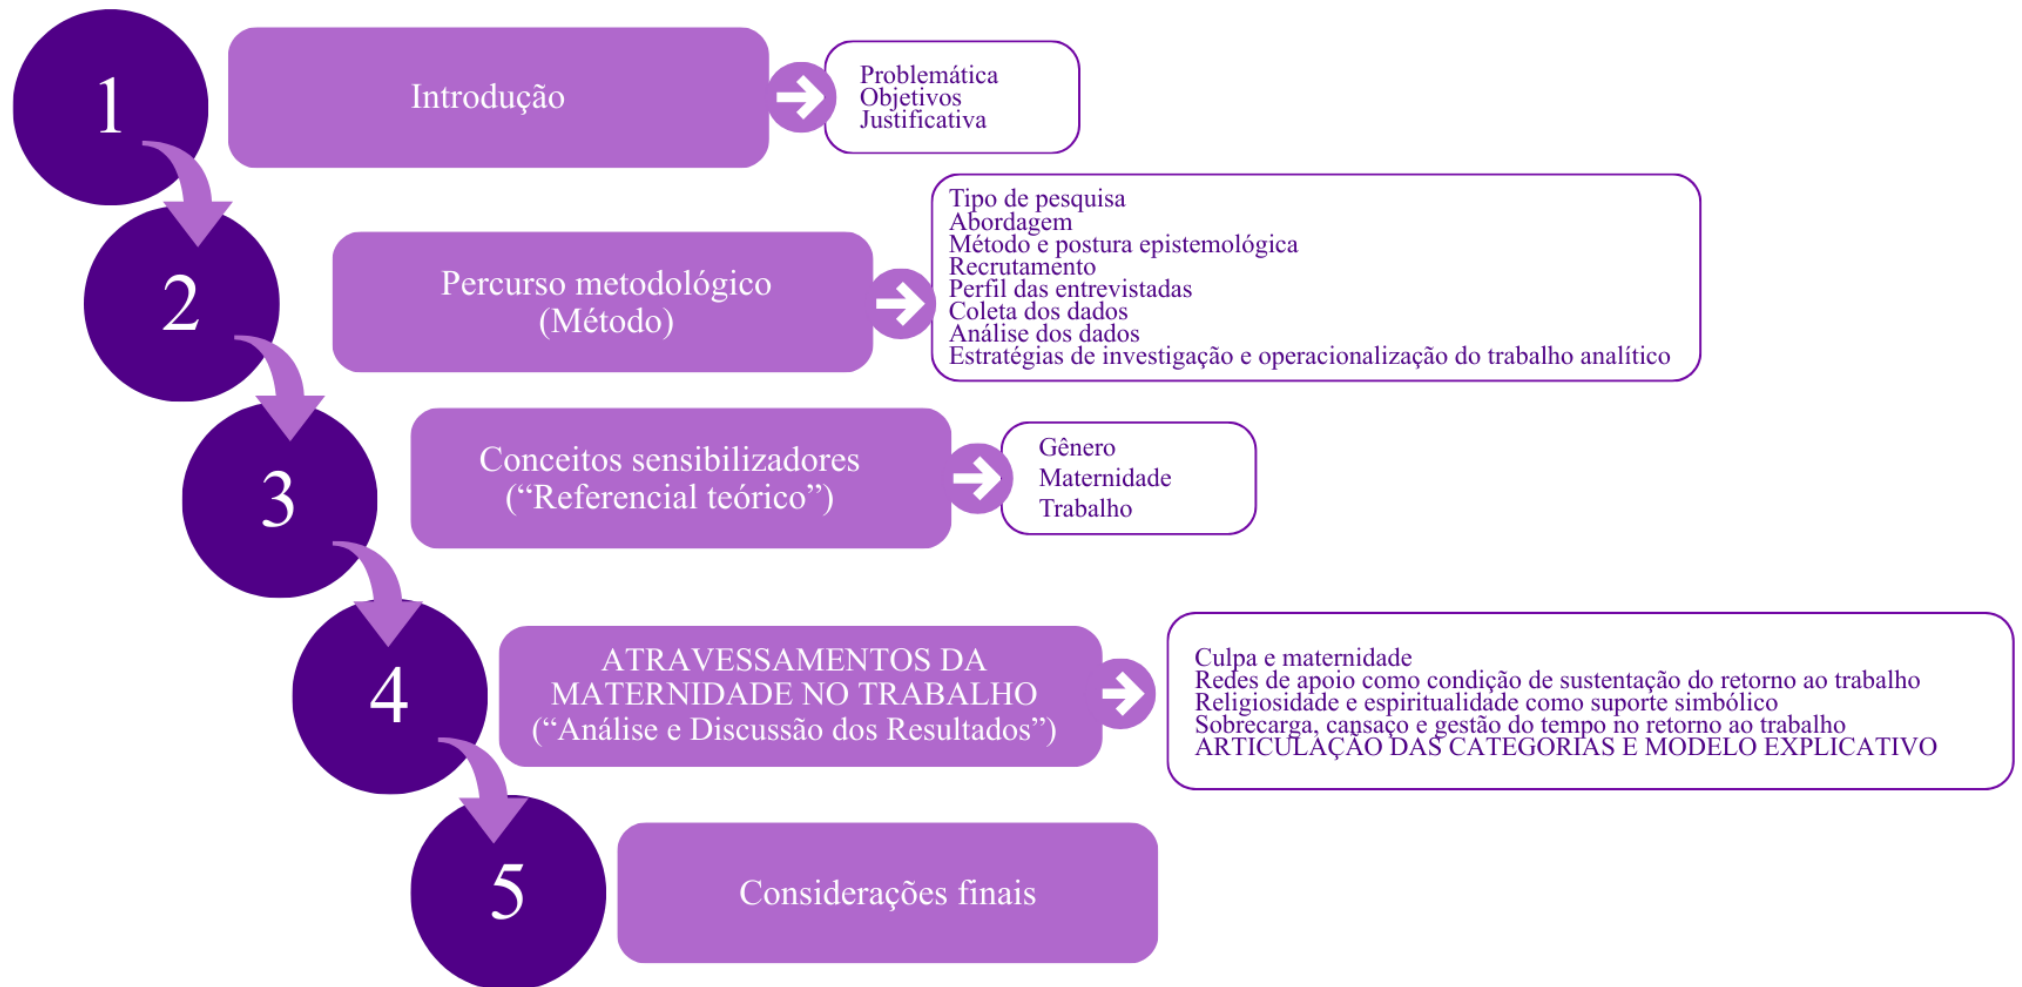 1
Introdução
Problemática
Objetivos
Justificativa
2
Percurso metodológico
(Método)
Tipo de pesquisa
Abordagem
Método e postura epistemológica
Recrutamento
Perfil das entrevistadas
Coleta dos dados
Análise dos dados
Estratégias de investigação e operacionalização do trabalho analítico
3
Conceitos sensibilizadores
(“Referencial teórico”)
Gênero
Maternidade
Trabalho
4
ATRAVESSAMENTOS DA
MATERNIDADE NO TRABALHO
(“Análise e Discussão dos Resultados”)
Culpa e maternidade
Redes de apoio como condição de sustentação do retorno ao trabalho
Religiosidade e espiritualidade como suporte simbólico
Sobrecarga, cansaço e gestão do tempo no retorno ao trabalho
ARTICULAÇÃO DAS CATEGORIAS E MODELO EXPLICATIVO
5
Considerações finais